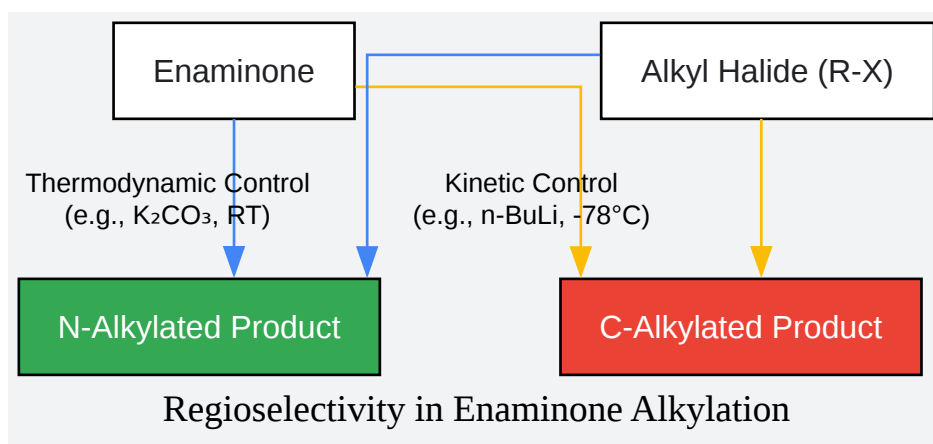 Enaminone
Alkyl Halide (R-X)
Thermodynamic Control
(e.g., K₂CO₃, RT)
Kinetic Control
(e.g., n-BuLi, -78°C)
N-Alkylated Product
C-Alkylated Product
Regioselectivity in Enaminone Alkylation